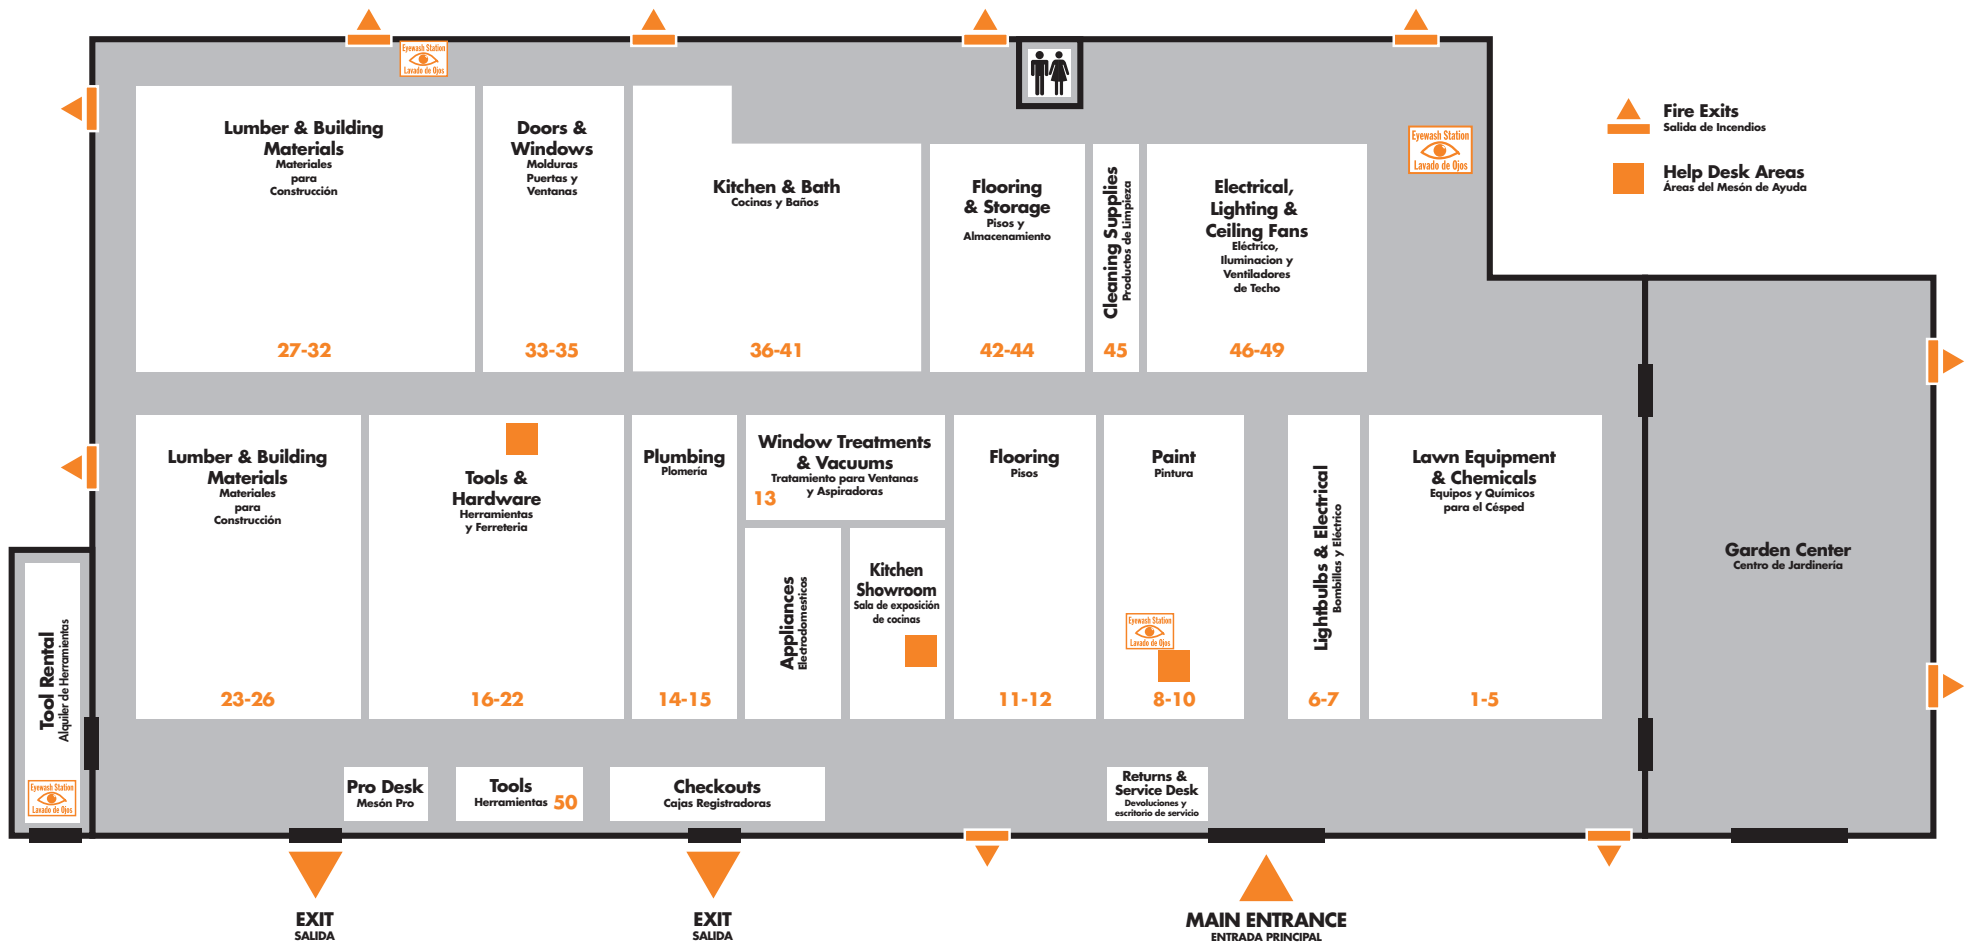 Eyewash Station
Lavado de Ojos
Lumber & Building
Materials
Materiales
para
Construcción
27-32
Doors &
Windows
Molduras
Puertas y
Ventanas
33-35
Kitchen & Bath
Cocinas y Baños
36-41
Flooring
& Storage
Pisos y
Almacenamiento
42-44
Cleaning Supplies
Productos de Limpieza
45
Electrical,
Lighting &
Ceiling Fans
Eléctrico,
Iluminacion y
Ventiladores
de Techo
46-49
Eyewash Station
Lavado de Ojos
Fire Exits
Salida de Incendios
Help Desk Areas
Áreas del Mesón de Ayuda
Lumber & Building
Materials
Materiales
para
Construcción
23-26
Tools &
Hardware
Herramientas
y Ferreteria
16-22
Plumbing
Plomería
14-15
Window Treatments
& Vacuums
Tratamiento para Ventanas
y Aspiradoras
13
Appliances
Electrodomesticos
Kitchen
Showroom
Sala de exposición
de cocinas
Flooring
Pisos
11-12
Paint
Pintura
Eyewash Station
Lavado de Ojos
8-10
Lightbulbs & Electrical
Bombillas y Eléctrico
6-7
Lawn Equipment
& Chemicals
Equipos y Químicos
para el Césped
1-5
Garden Center
Centro de Jardinería
Tool Rental
Alquiler de Herramientas
Eyewash Station
Lavado de Ojos
Pro Desk
Mesón Pro
Tools
Herramientas 50
Checkouts
Cajas Registradoras
Returns &
Service Desk
Devoluciones y
escritorio de servicio
EXIT
SALIDA
EXIT
SALIDA
MAIN ENTRANCE
ENTRADA PRINCIPAL